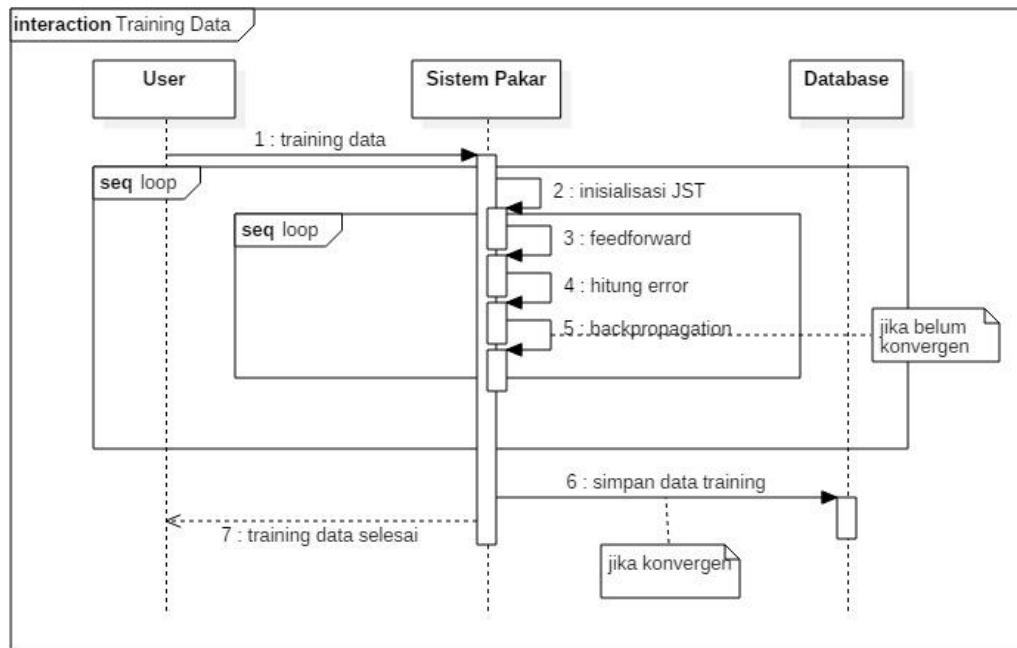 interaction Training Data
User
Sistem Pakar
Database
1 : training data
seq loop
2 : inisialisasi JST
seq loop
3 : feedforward
4 : hitung error
5 : backpropagation
jika belum
konvergen
6 : simpan data training
7 : training data selesai
jika konvergen